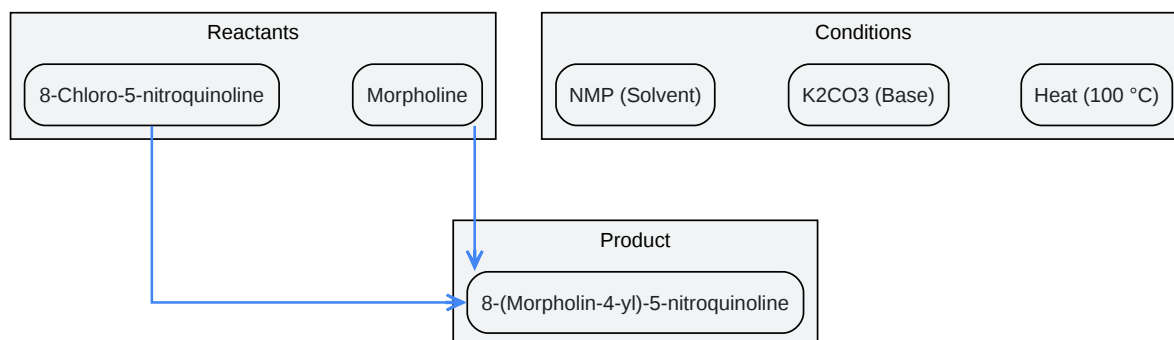 Reactants
8-Chloro-5-nitroquinoline
Morpholine
Conditions
NMP (Solvent)
K2CO3 (Base)
Heat (100 °C)
Product
8-(Morpholin-4-yl)-5-nitroquinoline